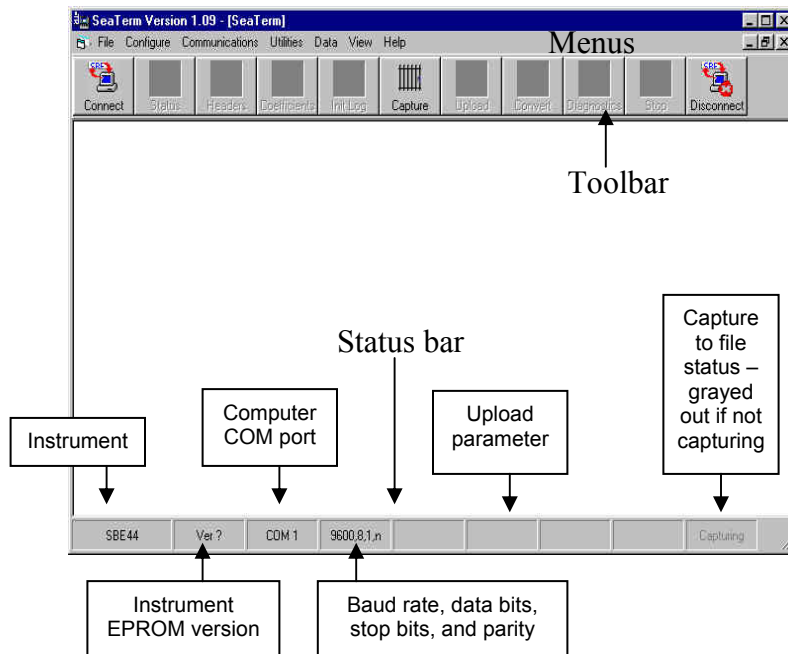 SeaTerm Version 1.09 - [SeaTerm]
File Configure Communications Utilities Data View Help
Menus
SBE SBE
Connect Status Headers Coefficients Init Log Capture Upload Convert Diagnostics Stop Disconnect
Toolbar
Status bar
Capture
to file
status –
grayed
out if not
capturing
Computer
COM port
Upload
parameter
Instrument
SBE44 Ver ? COM 1 9600,8,1,n Capturing
Instrument
EPROM version
Baud rate, data bits,
stop bits, and parity